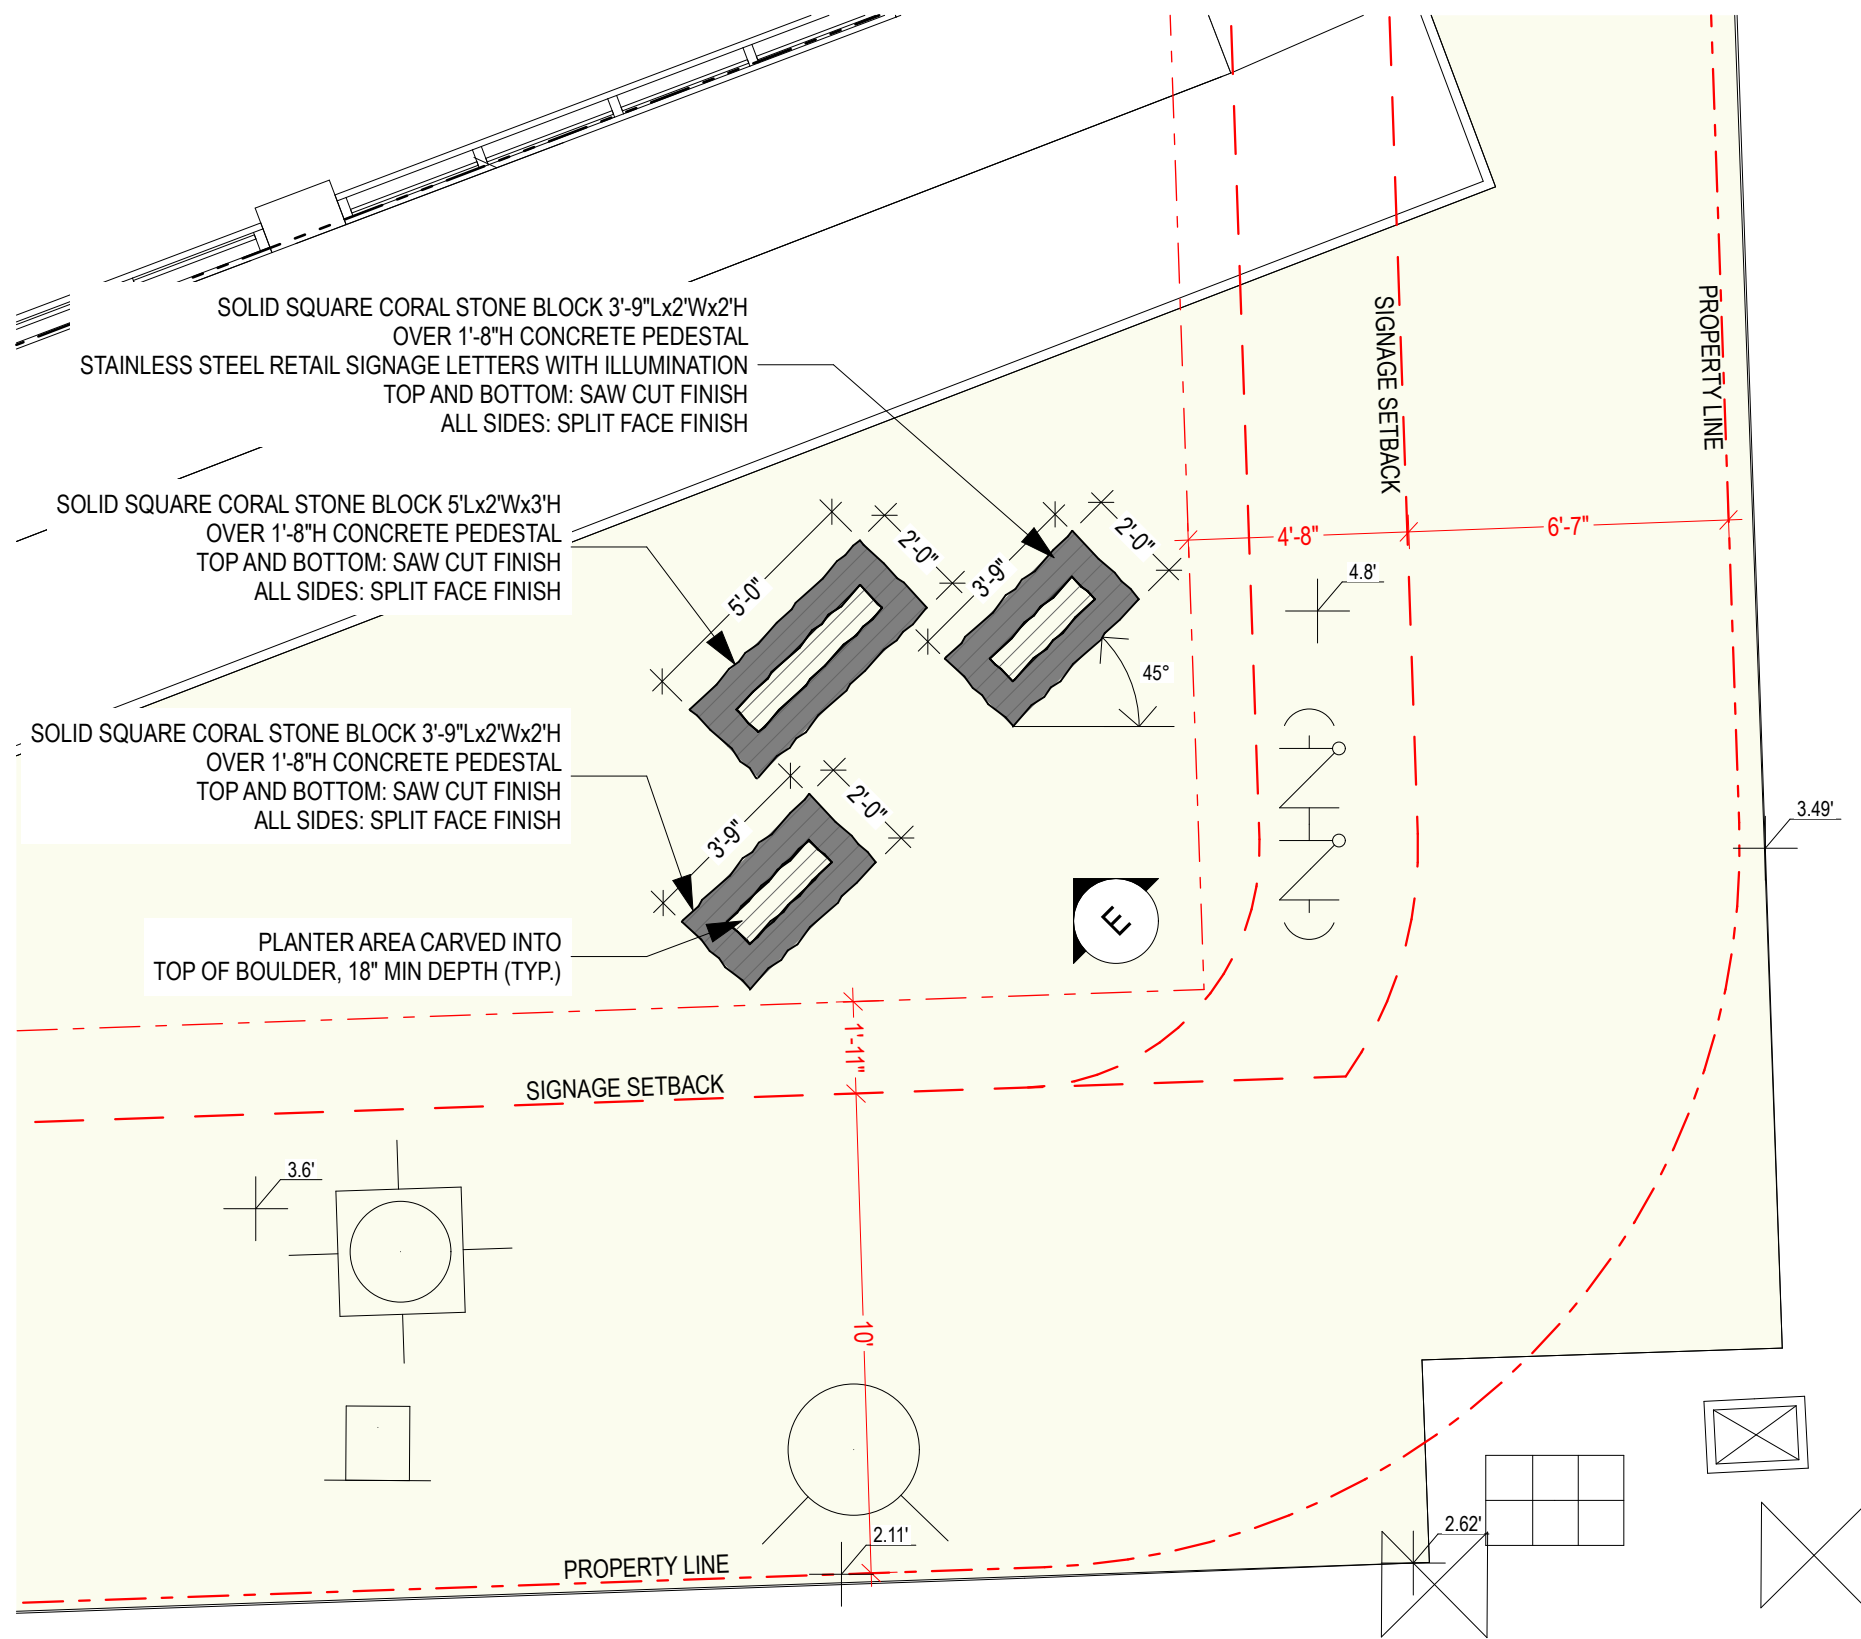 SOLID SQUARE CORAL STONE BLOCK 3'-9"Lx2'Wx2'H
OVER 1'-8"H CONCRETE PEDESTAL
STAINLESS STEEL RETAIL SIGNAGE LETTERS WITH ILLUMINATION
TOP AND BOTTOM: SAW CUT FINISH
ALL SIDES: SPLIT FACE FINISH
SIGNAGE SETBACK
PROPERTY LINE
SOLID SQUARE CORAL STONE BLOCK 5'Lx2'Wx3'H
OVER 1'-8"H CONCRETE PEDESTAL
TOP AND BOTTOM: SAW CUT FINISH
ALL SIDES: SPLIT FACE FINISH
5'-0"
2'-0"
3'-9"
2'-0"
4'-8"
6'-7"
4.8'
45°
SOLID SQUARE CORAL STONE BLOCK 3'-9"Lx2'Wx2'H
OVER 1'-8"H CONCRETE PEDESTAL
TOP AND BOTTOM: SAW CUT FINISH
ALL SIDES: SPLIT FACE FINISH
3'-9"
2'-0"
3.49'
PLANTER AREA CARVED INTO
TOP OF BOULDER, 18" MIN DEPTH (TYP.)
E
1'-11"
SIGNAGE SETBACK
3.6'
10'
2.11'
2.62'
PROPERTY LINE